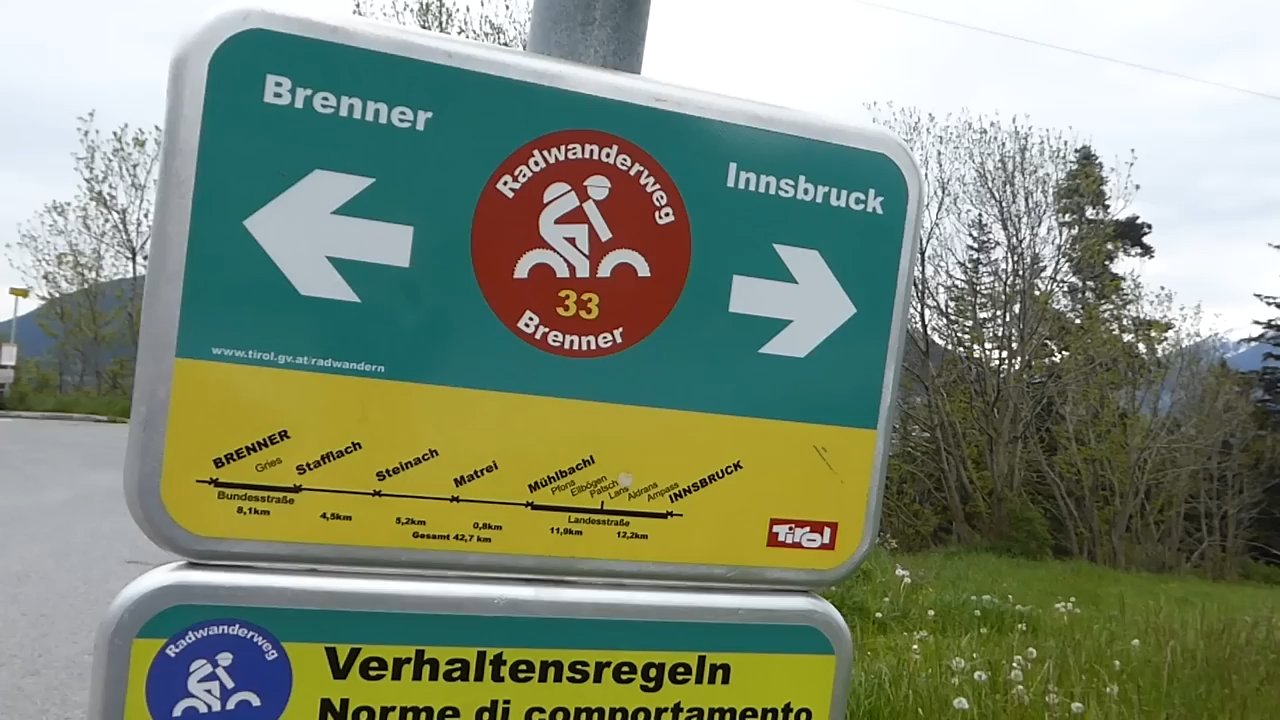 Brenner
Innsbruck
Radwanderweg
33
Brenner
www.tirol.gv.at/radwandern
BRENNER Gries Stafflach Steinach Matrei Mühlbachl Pfons Ellbögen Patsch Lans Aldrans Ampass INNSBRUCK
Bundesstraße Landesstraße
8,1km 4,5km 5,2km 0,8km 11,9km 12,2km
Gesamt 42,7 km
Tirol
Radwanderweg
Verhaltensregeln
Norme di comportamento